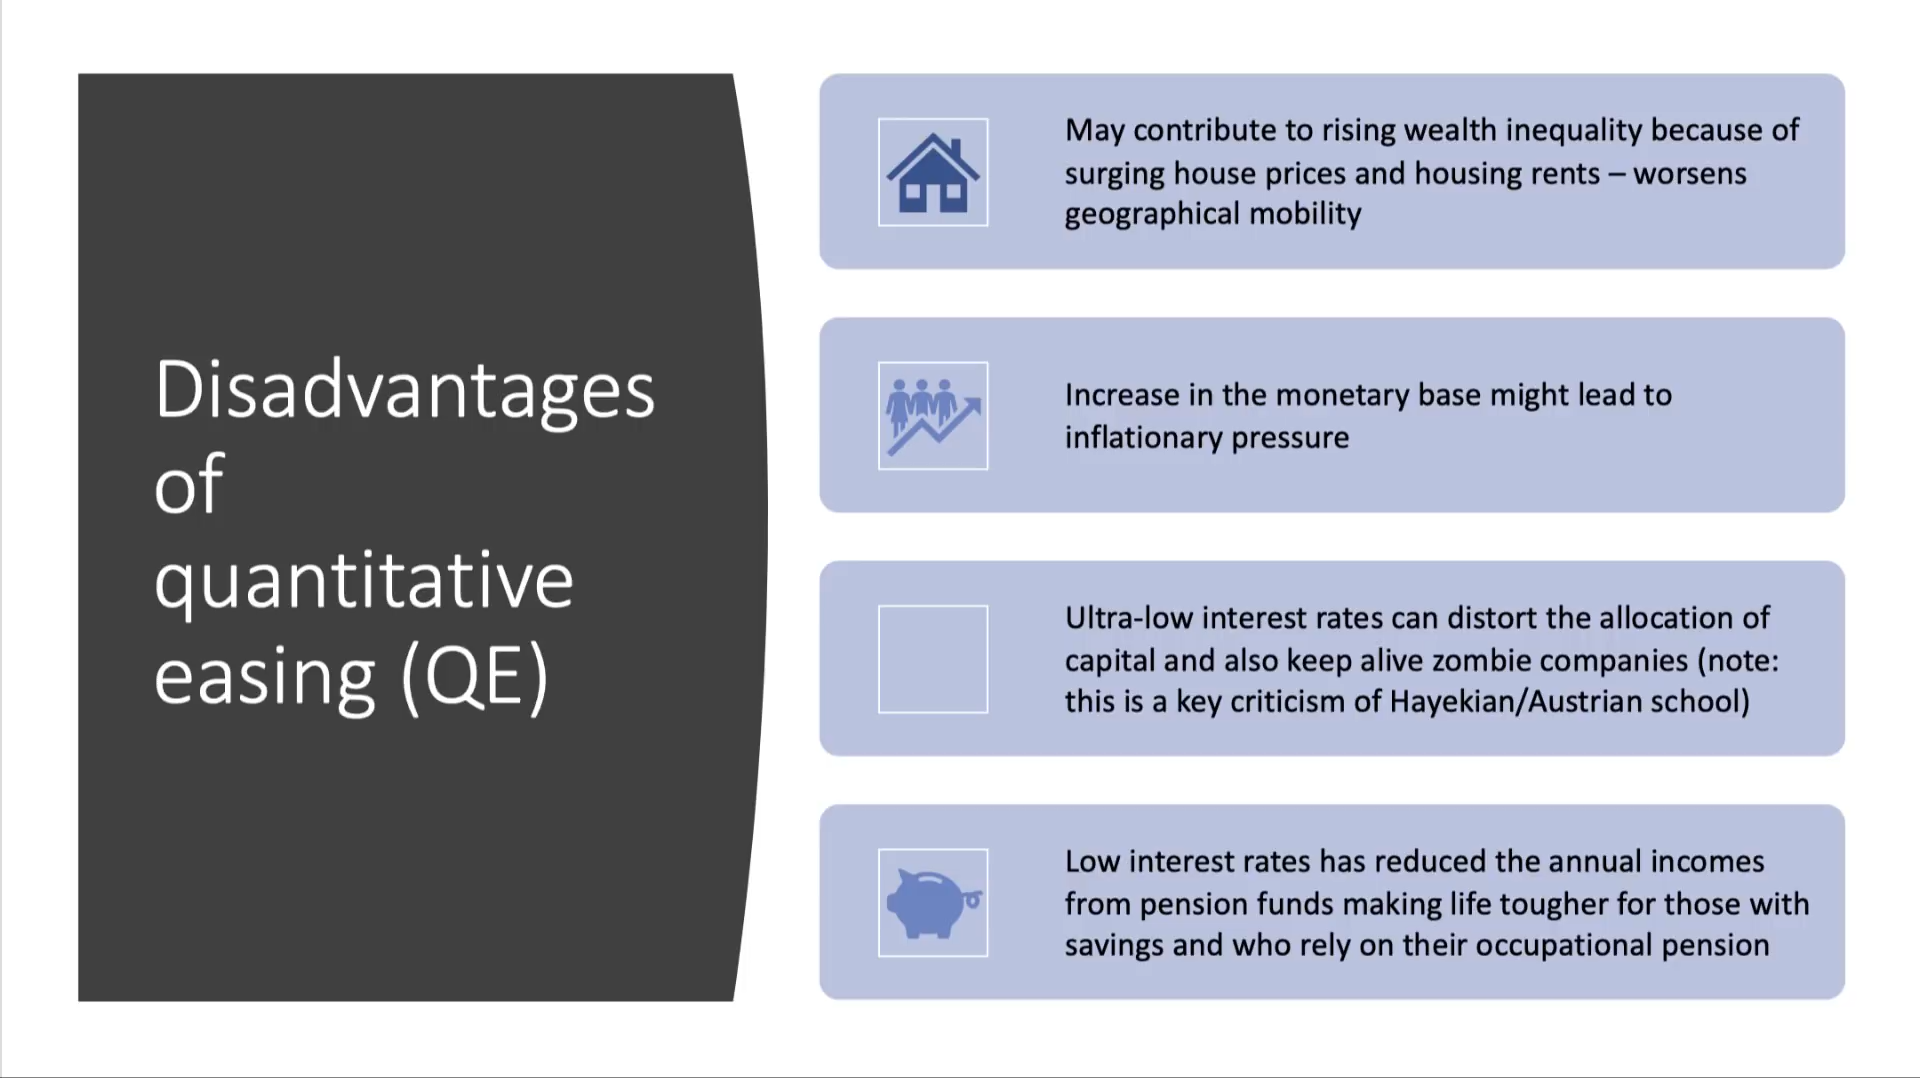 Disadvantages
of
quantitative
easing (QE)
May contribute to rising wealth inequality because of
surging house prices and housing rents – worsens
geographical mobility
Increase in the monetary base might lead to
inflationary pressure
Ultra-low interest rates can distort the allocation of
capital and also keep alive zombie companies (note:
this is a key criticism of Hayekian/Austrian school)
Low interest rates has reduced the annual incomes
from pension funds making life tougher for those with
savings and who rely on their occupational pension